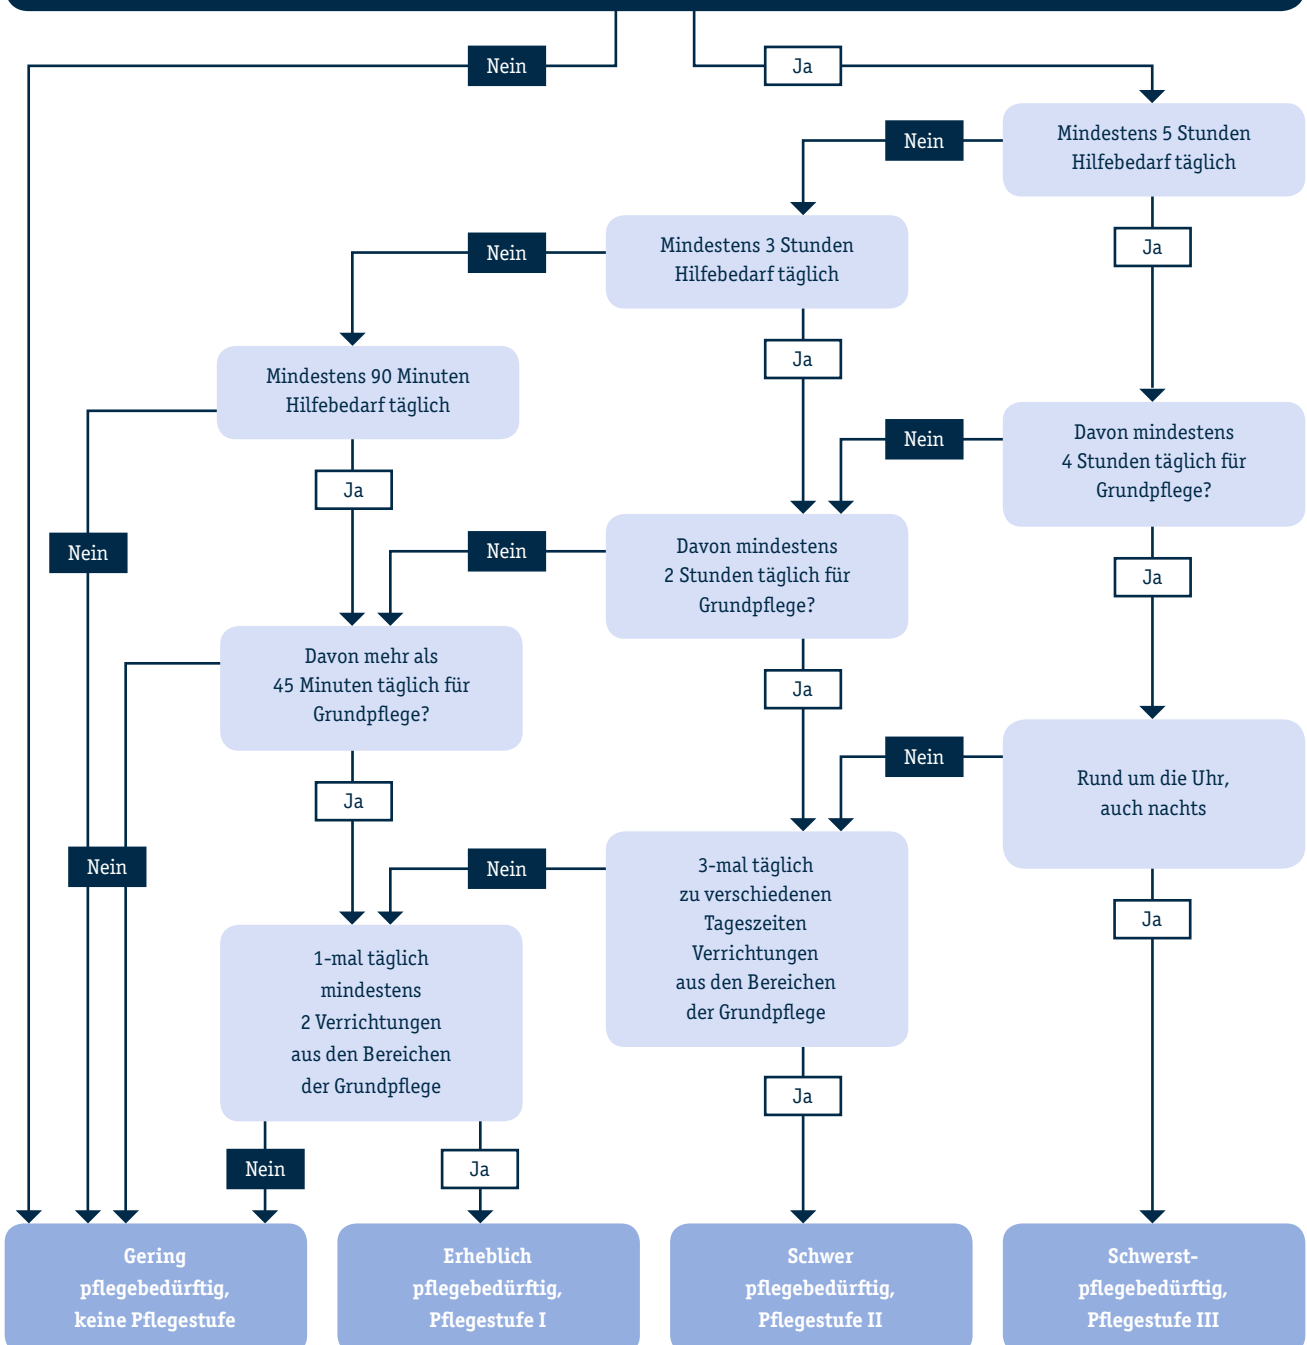 Nein
Ja
Mindestens 5 Stunden
Hilfebedarf täglich
Nein
Ja
Mindestens 3 Stunden
Hilfebedarf täglich
Nein
Ja
Mindestens 90 Minuten
Hilfebedarf täglich
Nein
Ja
Davon mindestens
4 Stunden täglich für
Grundpflege?
Nein
Ja
Davon mindestens
2 Stunden täglich für
Grundpflege?
Nein
Ja
Davon mehr als
45 Minuten täglich für
Grundpflege?
Nein
Ja
Rund um die Uhr,
auch nachts
Nein
Ja
3-mal täglich
zu verschiedenen
Tageszeiten
Verrichtungen
aus den Bereichen
der Grundpflege
Nein
Ja
1-mal täglich
mindestens
2 Verrichtungen
aus den Bereichen
der Grundpflege
Nein
Ja
Gering
pflegebedürftig,
keine Pflegestufe
Erheblich
pflegebedürftig,
Pflegestufe I
Schwer
pflegebedürftig,
Pflegestufe II
Schwerst-
pflegebedürftig,
Pflegestufe III